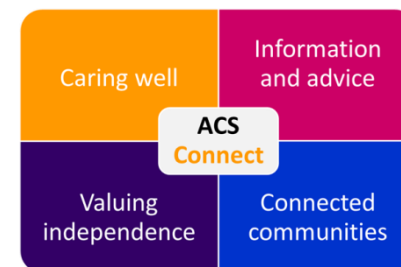 Caring well
Information
and advice
ACS
Connect
Valuing
independence
Connected
communities